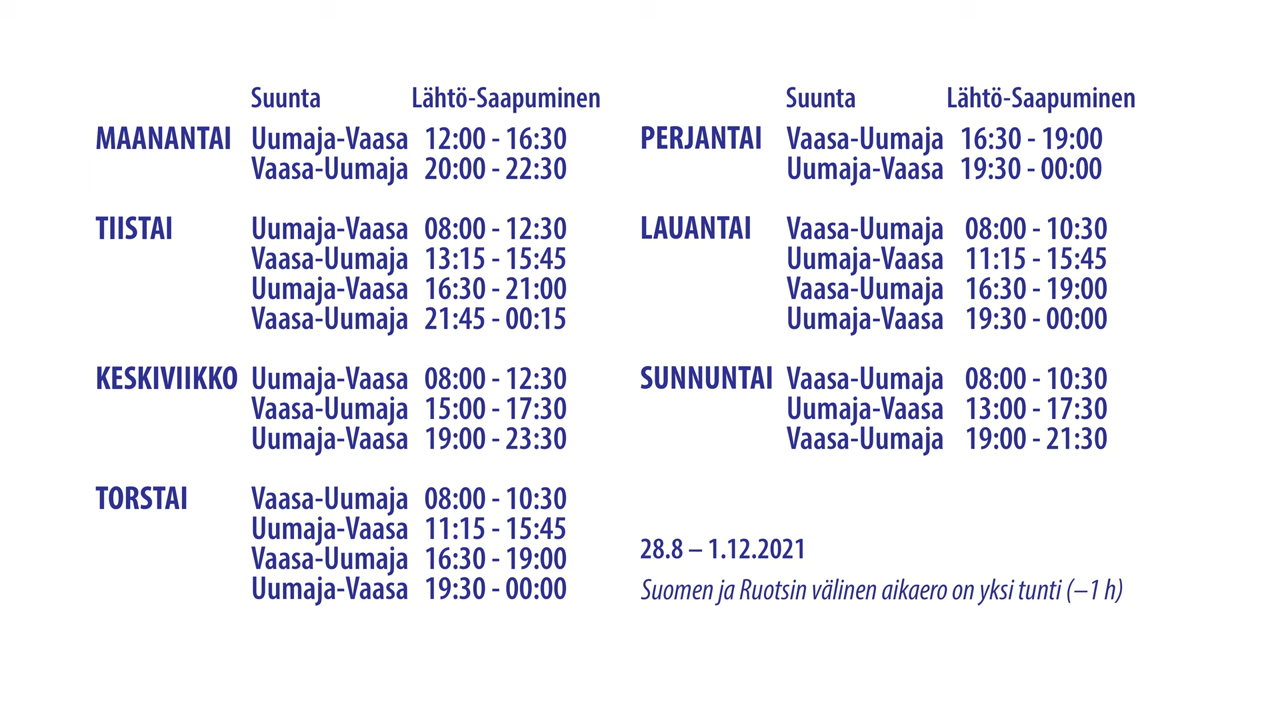 Suunta Lähtö-Saapuminen
MAANANTAI Uumaja-Vaasa 12:00 - 16:30
Vaasa-Uumaja 20:00 - 22:30
TIISTAI Uumaja-Vaasa 08:00 - 12:30
Vaasa-Uumaja 13:15 - 15:45
Uumaja-Vaasa 16:30 - 21:00
Vaasa-Uumaja 21:45 - 00:15
KESKIVIIKKO Uumaja-Vaasa 08:00 - 12:30
Vaasa-Uumaja 15:00 - 17:30
Uumaja-Vaasa 19:00 - 23:30
TORSTAI Vaasa-Uumaja 08:00 - 10:30
Uumaja-Vaasa 11:15 - 15:45
Vaasa-Uumaja 16:30 - 19:00
Uumaja-Vaasa 19:30 - 00:00
Suunta Lähtö-Saapuminen
PERJANTAI Vaasa-Uumaja 16:30 - 19:00
Uumaja-Vaasa 19:30 - 00:00
LAUANTAI Vaasa-Uumaja 08:00 - 10:30
Uumaja-Vaasa 11:15 - 15:45
Vaasa-Uumaja 16:30 - 19:00
Uumaja-Vaasa 19:30 - 00:00
SUNNUNTAI Vaasa-Uumaja 08:00 - 10:30
Uumaja-Vaasa 13:00 - 17:30
Vaasa-Uumaja 19:00 - 21:30
28.8 – 1.12.2021
Suomen ja Ruotsin välinen aikaero on yksi tunti (–1 h)